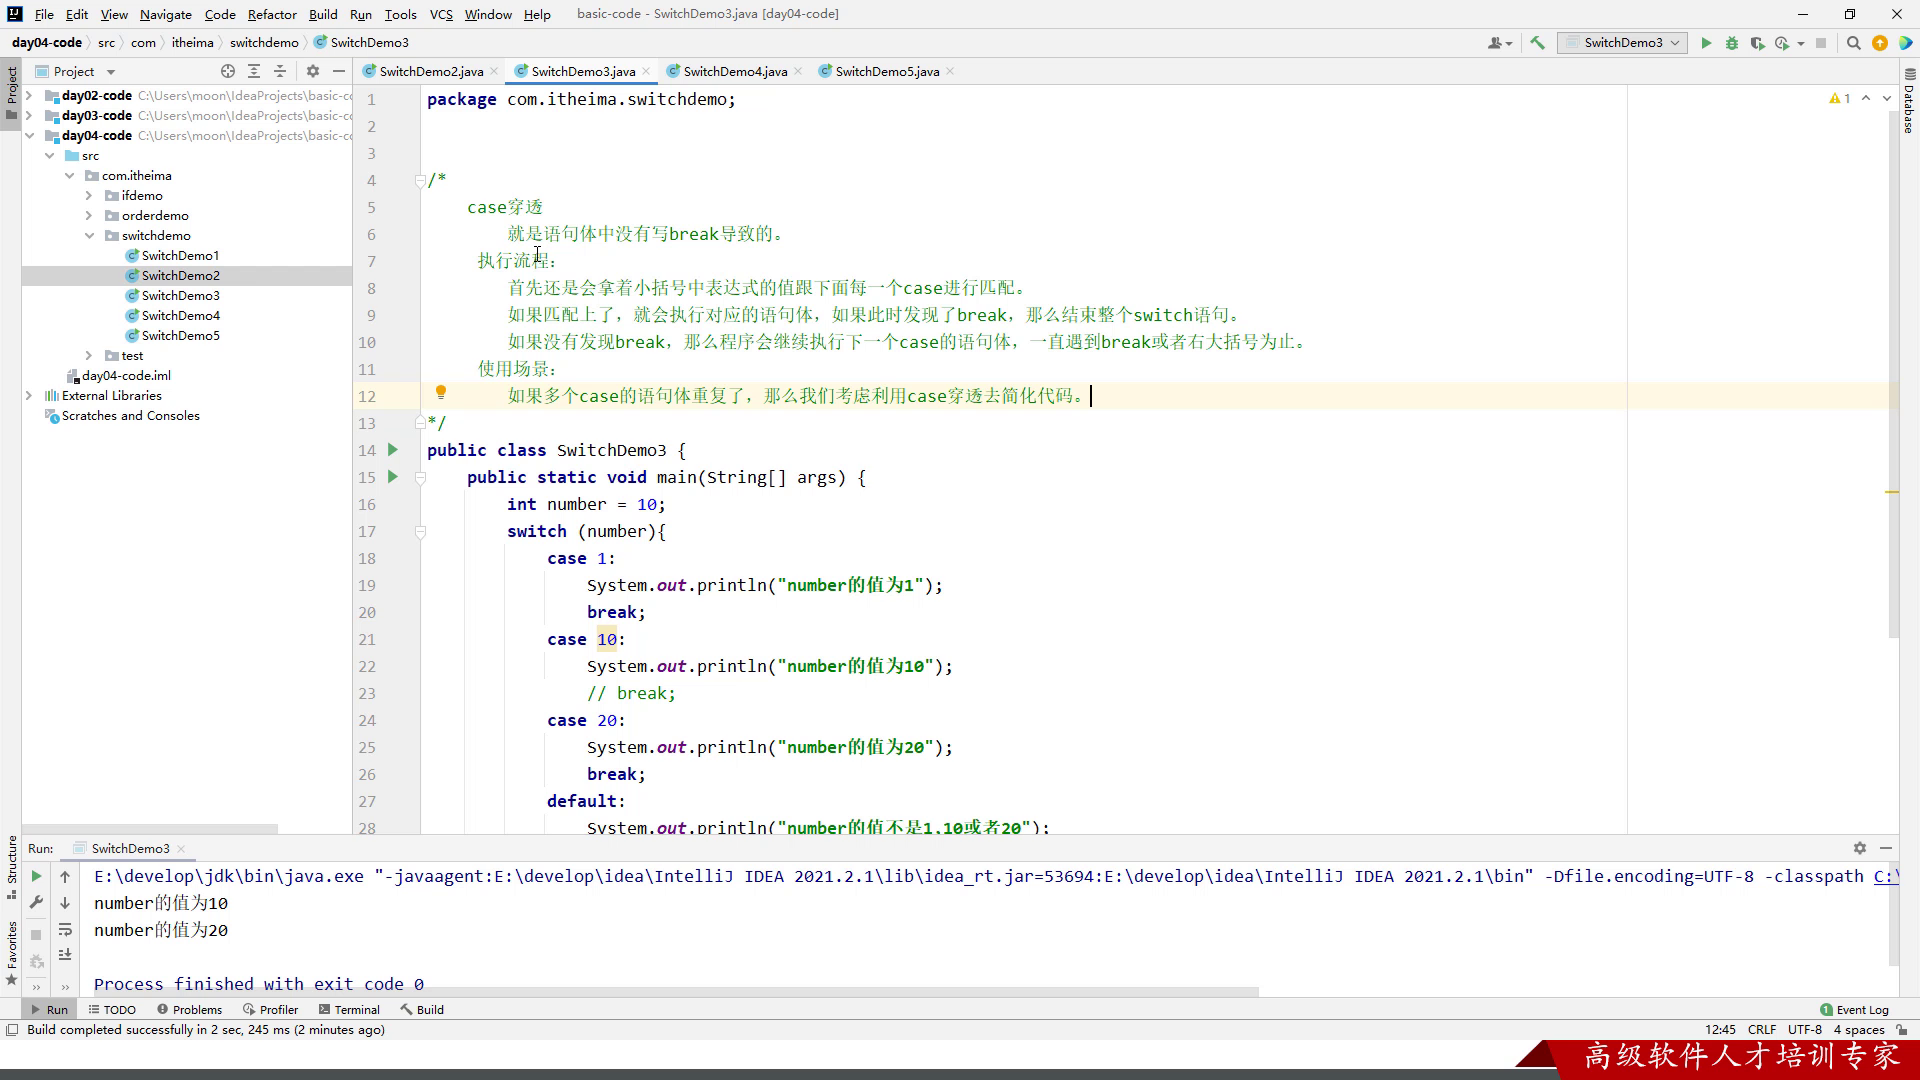 File Edit View Navigate Code Refactor Build Run Tools VCS Window Help basic-code - SwitchDemo3.java [day04-code]
day04-code src com itheima switchdemo SwitchDemo3
SwitchDemo3
Project
SwitchDemo2.java SwitchDemo3.java SwitchDemo4.java SwitchDemo5.java
Project
Database
day02-code C:\Users\moon\IdeaProjects\basic-co
day03-code C:\Users\moon\IdeaProjects\basic-co
day04-code C:\Users\moon\IdeaProjects\basic-co
src
com.itheima
ifdemo
orderdemo
switchdemo
SwitchDemo1
SwitchDemo2
SwitchDemo3
SwitchDemo4
SwitchDemo5
test
day04-code.iml
External Libraries
Scratches and Consoles
1 package com.itheima.switchdemo;
1
2
3
4 /*
5 case穿透
6 就是语句体中没有写break导致的。
7 执行流程:
8 首先还是会拿着小括号中表达式的值跟下面每一个case进行匹配。
9 如果匹配上了，就会执行对应的语句体，如果此时发现了break，那么结束整个switch语句。
10 如果没有发现break，那么程序会继续执行下一个case的语句体，一直遇到break或者右大括号为止。
11 使用场景:
12 如果多个case的语句体重复了，那么我们考虑利用case穿透去简化代码。
13 */
14 public class SwitchDemo3 {
15 public static void main(String[] args) {
16 int number = 10;
17 switch (number){
18 case 1:
19 System.out.println("number的值为1");
20 break;
21 case 10:
22 System.out.println("number的值为10");
23 // break;
24 case 20:
25 System.out.println("number的值为20");
26 break;
27 default:
28 System.out.println("number的值不是1,10或者20");
Structure
Favorites
Run: SwitchDemo3
E:\develop\jdk\bin\java.exe "-javaagent:E:\develop\idea\IntelliJ IDEA 2021.2.1\lib\idea_rt.jar=53694:E:\develop\idea\IntelliJ IDEA 2021.2.1\bin" -Dfile.encoding=UTF-8 -classpath C:\
number的值为10
number的值为20
Process finished with exit code 0
Run TODO Problems Profiler Terminal Build 1 Event Log
Build completed successfully in 2 sec, 245 ms (2 minutes ago) 12:45 CRLF UTF-8 4 spaces
高级软件人才培训专家